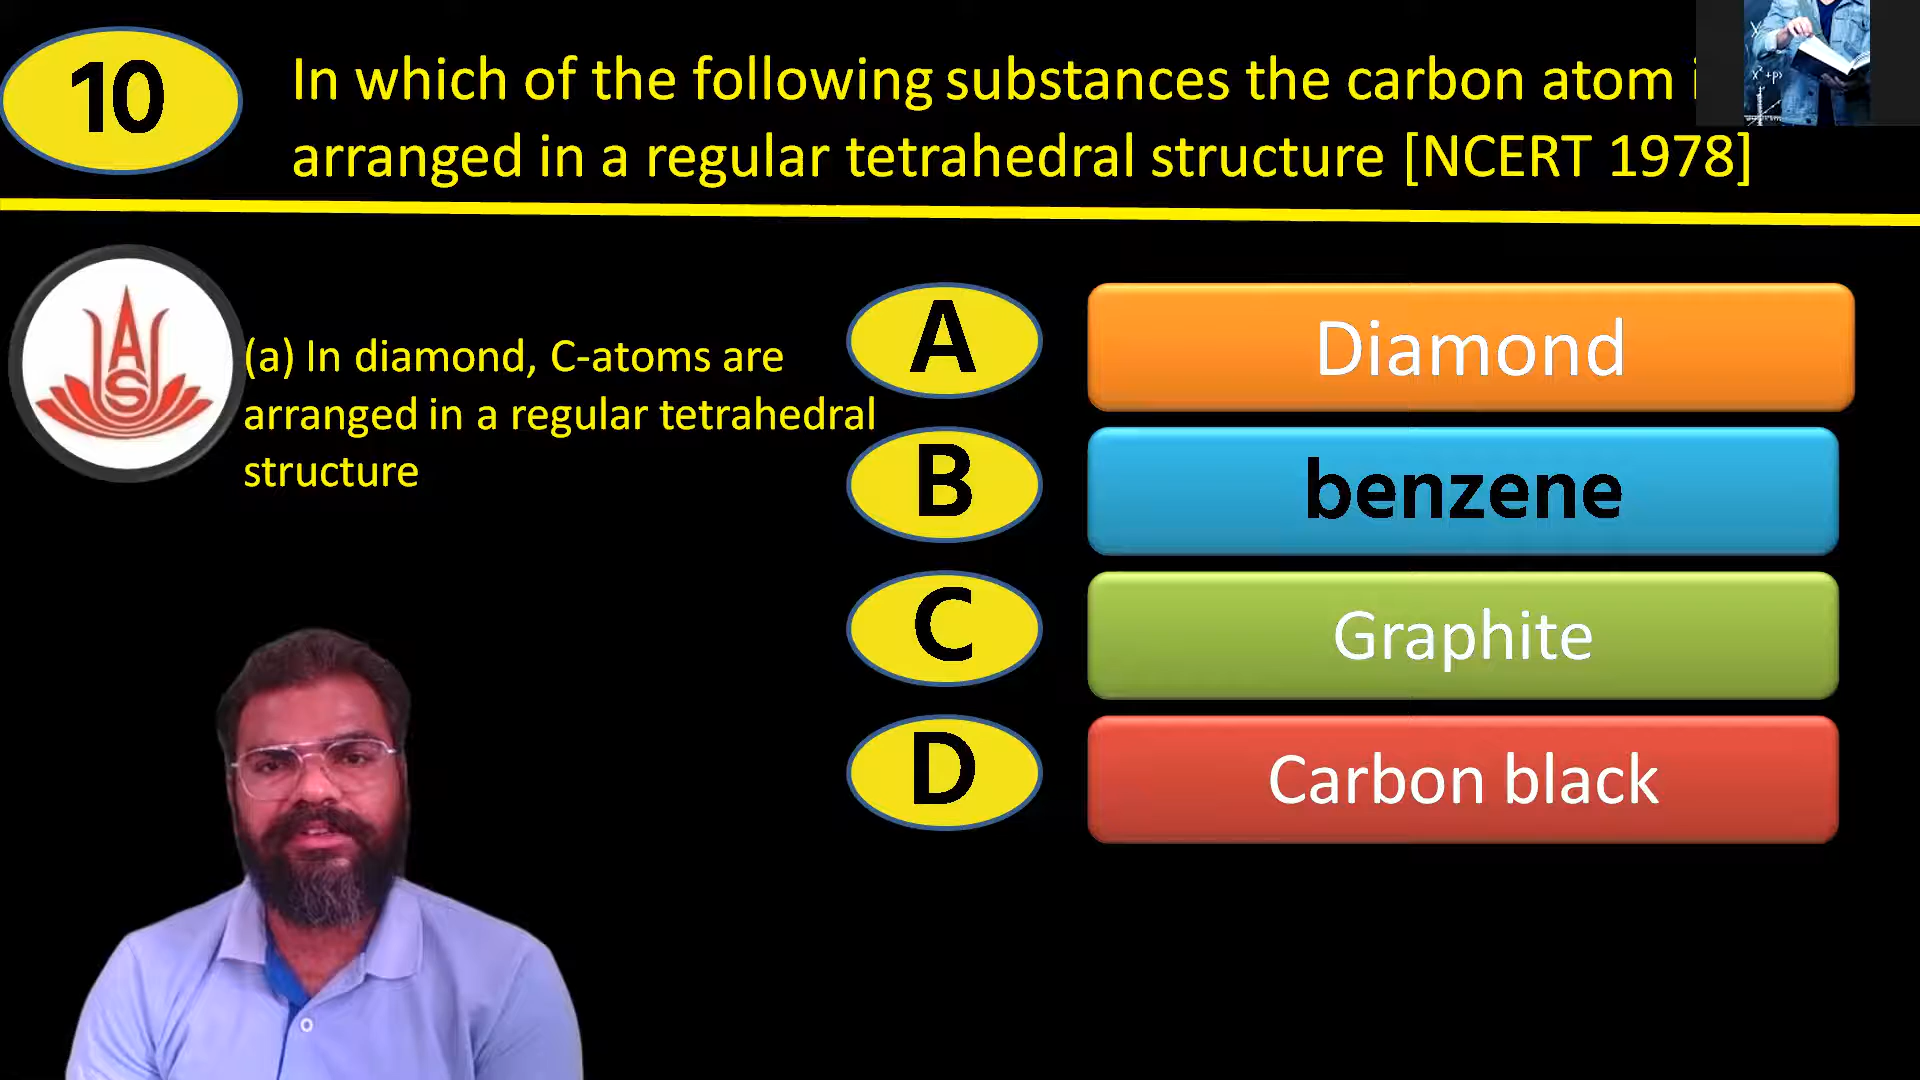 10
In which of the following substances the carbon atom i
arranged in a regular tetrahedral structure [NCERT 1978]
AS
(a) In diamond, C-atoms are
arranged in a regular tetrahedral
structure
A
Diamond
B
benzene
C
Graphite
D
Carbon black